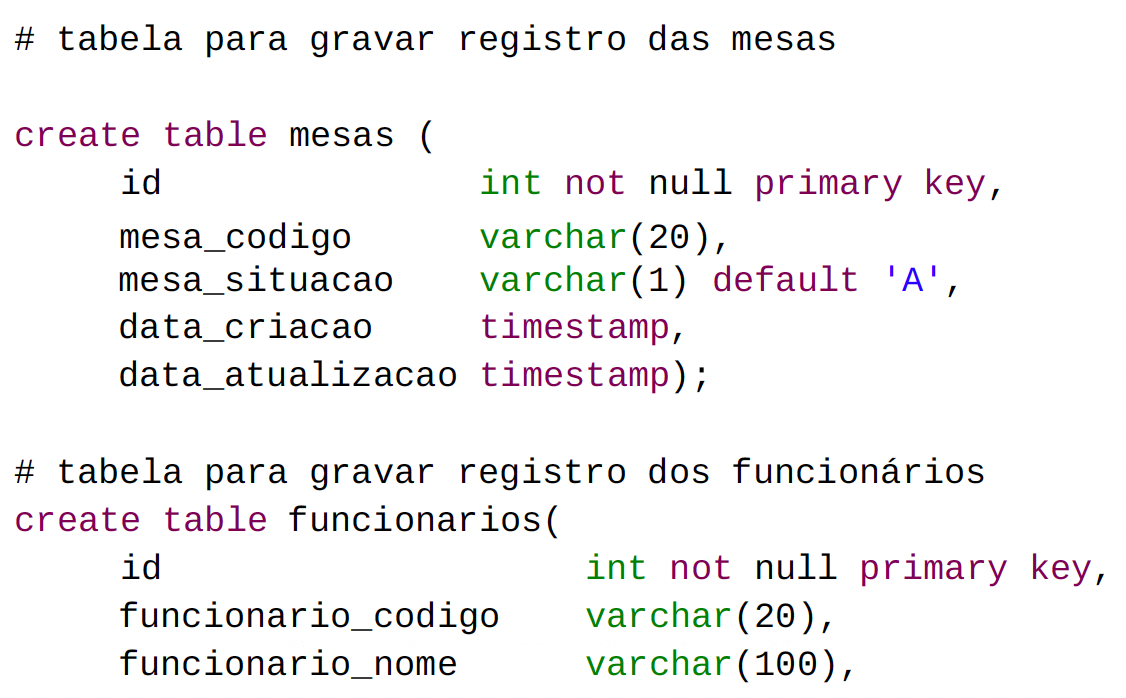 # tabela para gravar registro das mesas
create table mesas (
id int not null primary key,
mesa_codigo varchar(20),
mesa_situacao varchar(1) default 'A',
data_criacao timestamp,
data_atualizacao timestamp);
# tabela para gravar registro dos funcionários
create table funcionarios(
id int not null primary key,
funcionario_codigo varchar(20),
funcionario_nome varchar(100),